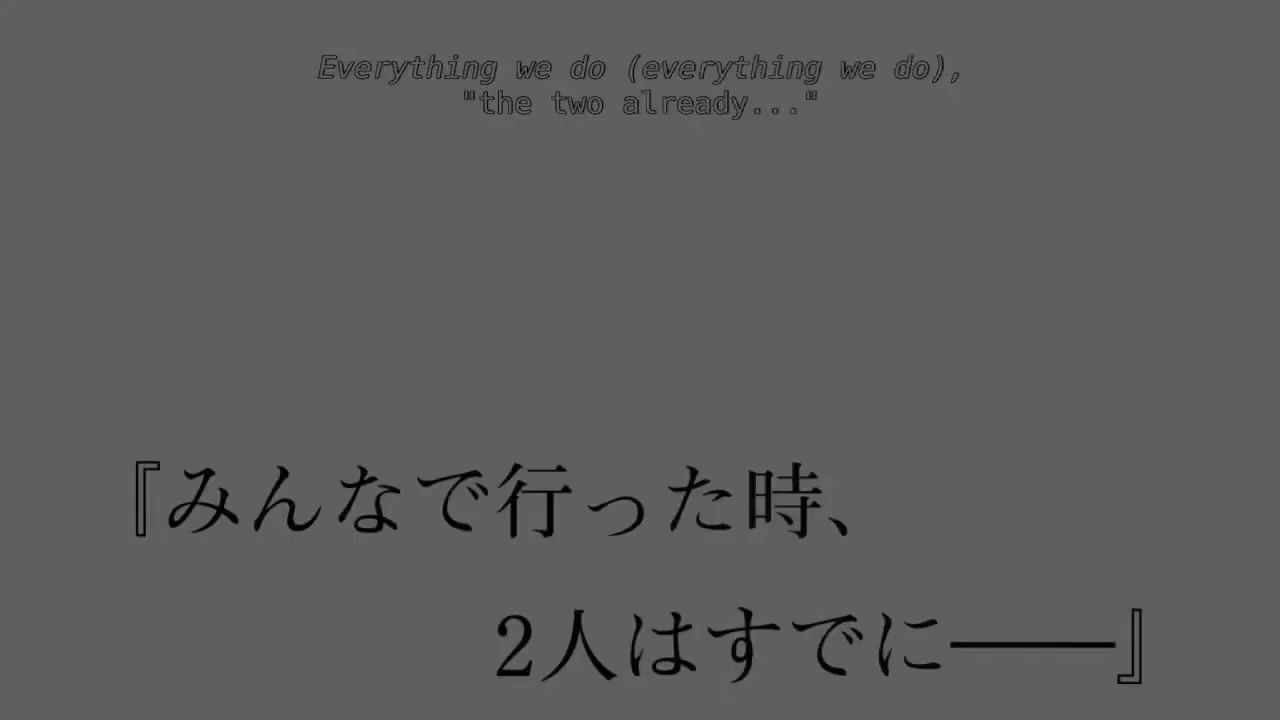 Everything we do (everything we do),
"the two already..."
『みんなで行った時、
2人はすでに───』